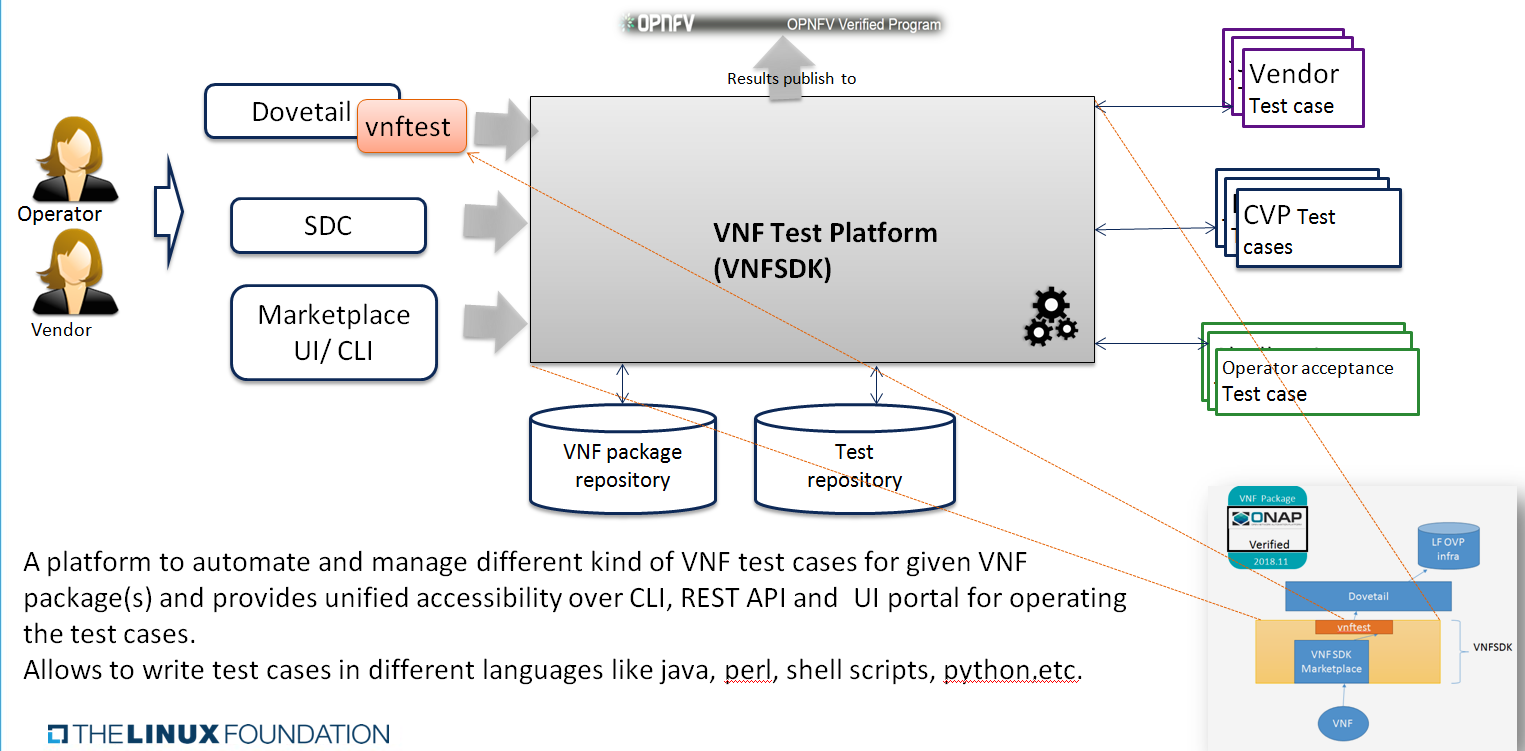 OPNFV
OPNFV Verified Program
Results publish to
Operator
Vendor
Dovetail
vnftest
SDC
Marketplace
UI/ CLI
VNF Test Platform
(VNFSDK)
Vendor
Test case
CVP Test
cases
Operator acceptance
Test case
VNF package
repository
Test
repository
A platform to automate and manage different kind of VNF test cases for given VNF
package(s) and provides unified accessibility over CLI, REST API and UI portal for operating
the test cases.
Allows to write test cases in different languages like java, perl, shell scripts, python.etc.
VNF Package
ONAP
Verified
2018.11
LF OVP
infra
Dovetail
vnftest
VNF SDK
Marketplace
VNFSDK
VNF
THE LINUX FOUNDATION